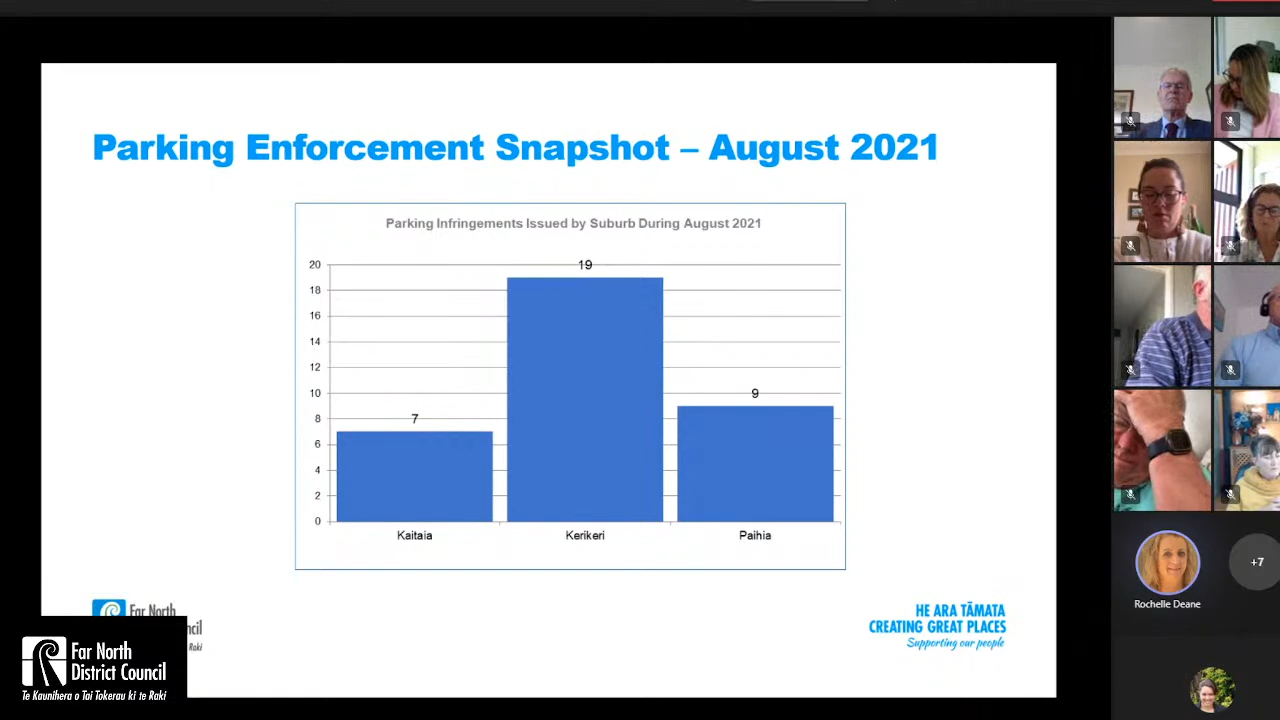 Parking Enforcement Snapshot – August 2021
Parking Infringements Issued by Suburb During August 2021
20
18
16
14
12
10
8
6
4
2
0
7
19
9
Kaitaia
Kerikeri
Paihia
Far North
HE ARA TĀMATA
CREATING GREAT PLACES
Supporting our people
Far North
District Council
Te Kaunihera o Tai Tokerau ki te Raki
+7
Rochelle Deane